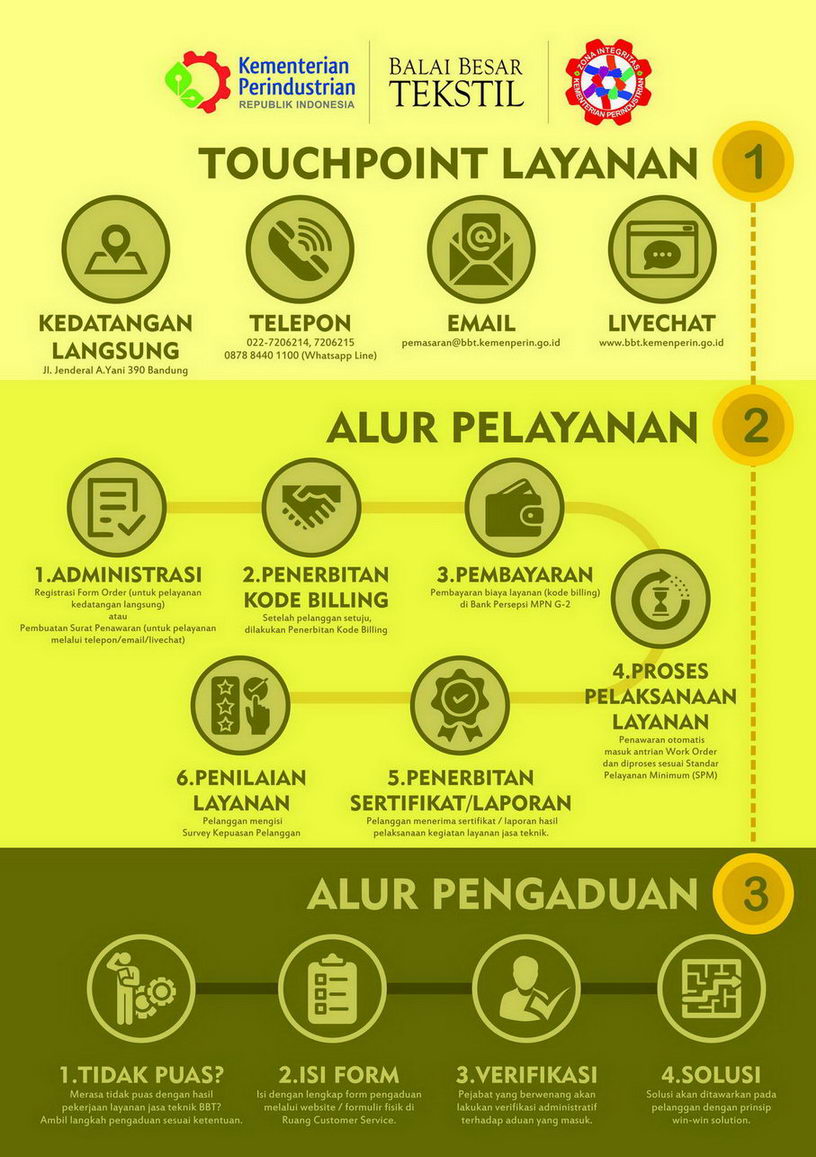 Kementerian
Perindustrian
REPUBLIK INDONESIA
BALAI BESAR
TEKSTIL
ZONA INTEGRITAS
KEMENTERIAN PERINDUSTRIAN
TOUCHPOINT LAYANAN
1
KEDATANGAN
LANGSUNG
Jl. Jenderal A.Yani 390 Bandung
TELEPON
022-7206214, 7206215
0878 8440 1100 (Whatsapp Line)
EMAIL
pemasaran@bbt.kemenperin.go.id
LIVECHAT
www.bbt.kemenperin.go.id
ALUR PELAYANAN
2
1.ADMINISTRASI
Registrasi Form Order (untuk pelayanan
kedatangan langsung)
atau
Pembuatan Surat Penawaran (untuk pelayanan
melalui telepon/email/livechat)
2.PENERBITAN
KODE BILLING
Setelah pelanggan setuju,
dilakukan Penerbitan Kode Billing
3.PEMBAYARAN
Pembayaran biaya layanan (kode billing)
di Bank Persepsi MPN G-2
4.PROSES
PELAKSANAAN
LAYANAN
Penawaran otomatis
masuk antrian Work Order
dan diproses sesuai Standar
Pelayanan Minimum (SPM)
5.PENERBITAN
SERTIFIKAT/LAPORAN
Pelanggan menerima sertifikat / laporan hasil
pelaksanaan kegiatan layanan jasa teknik.
6.PENILAIAN
LAYANAN
Pelanggan mengisi
Survey Kepuasan Pelanggan
ALUR PENGADUAN
3
1.TIDAK PUAS?
Merasa tidak puas dengan hasil
pekerjaan layanan jasa teknik BBT?
Ambil langkah pengaduan sesuai ketentuan.
2.ISI FORM
Isi dengan lengkap form pengaduan
melalui website / formulir fisik di
Ruang Customer Service.
3.VERIFIKASI
Pejabat yang berwenang akan
lakukan verifikasi administratif
terhadap aduan yang masuk.
4.SOLUSI
Solusi akan ditawarkan pada
pelanggan dengan prinsip
win-win solution.